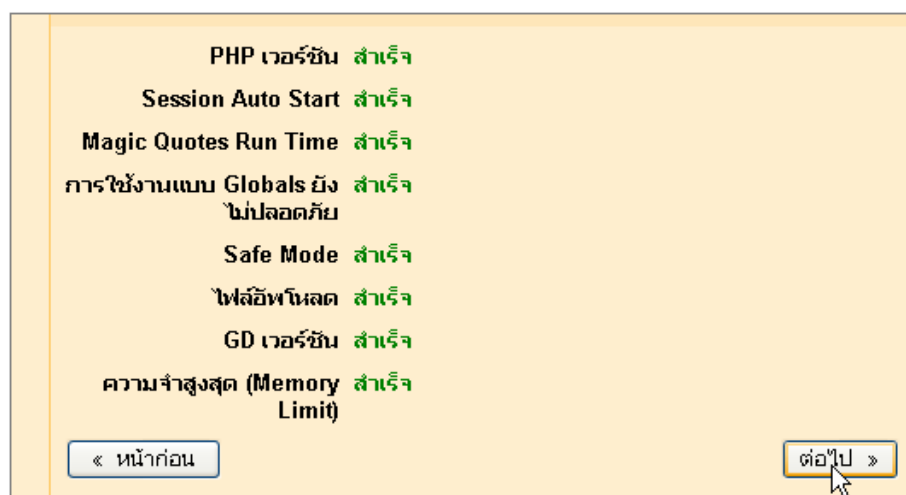 PHP เวอร์ชัน สำเร็จ
Session Auto Start สำเร็จ
Magic Quotes Run Time สำเร็จ
การใช้งานแบบ Globals ยัง สำเร็จ
ไม่ปลอดภัย
Safe Mode สำเร็จ
ไฟล์อัพโหลด สำเร็จ
GD เวอร์ชัน สำเร็จ
ความจำสูงสุด (Memory สำเร็จ
Limit)
« หน้าก่อน ต่อไป »